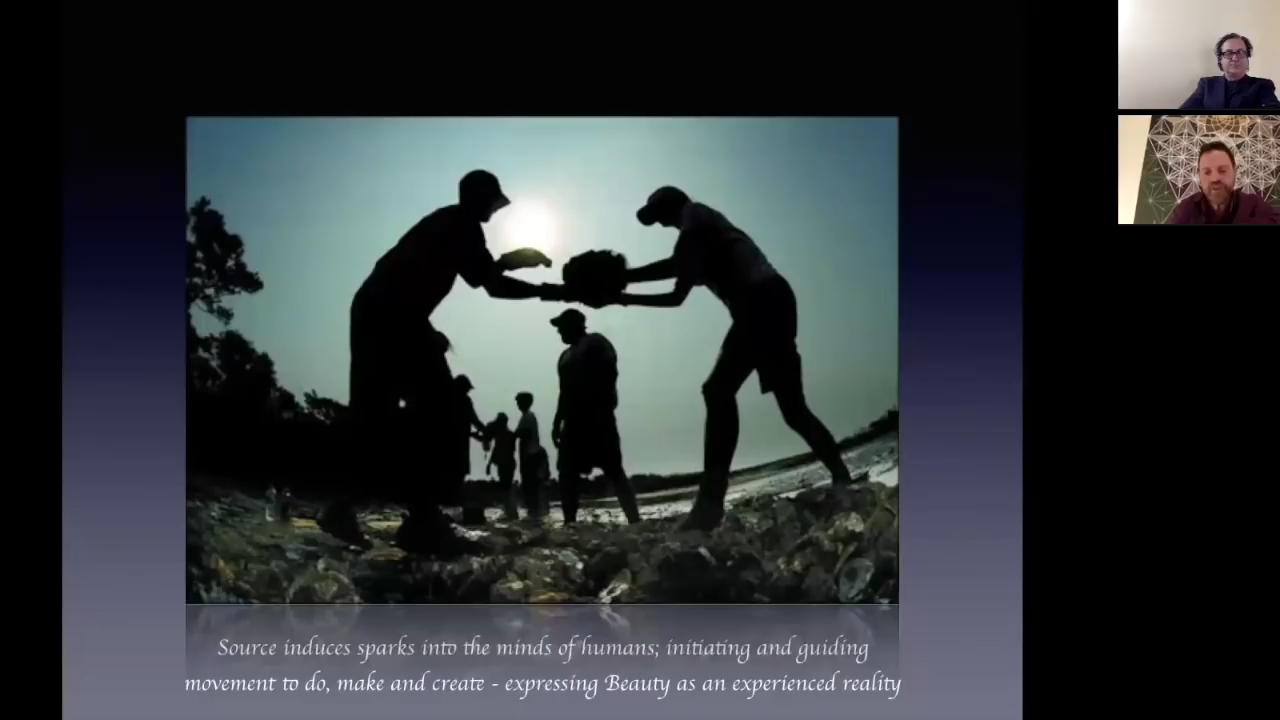 Source induces sparks into the minds of humans; initiating and guiding
movement to do, make and create - expressing Beauty as an experienced reality